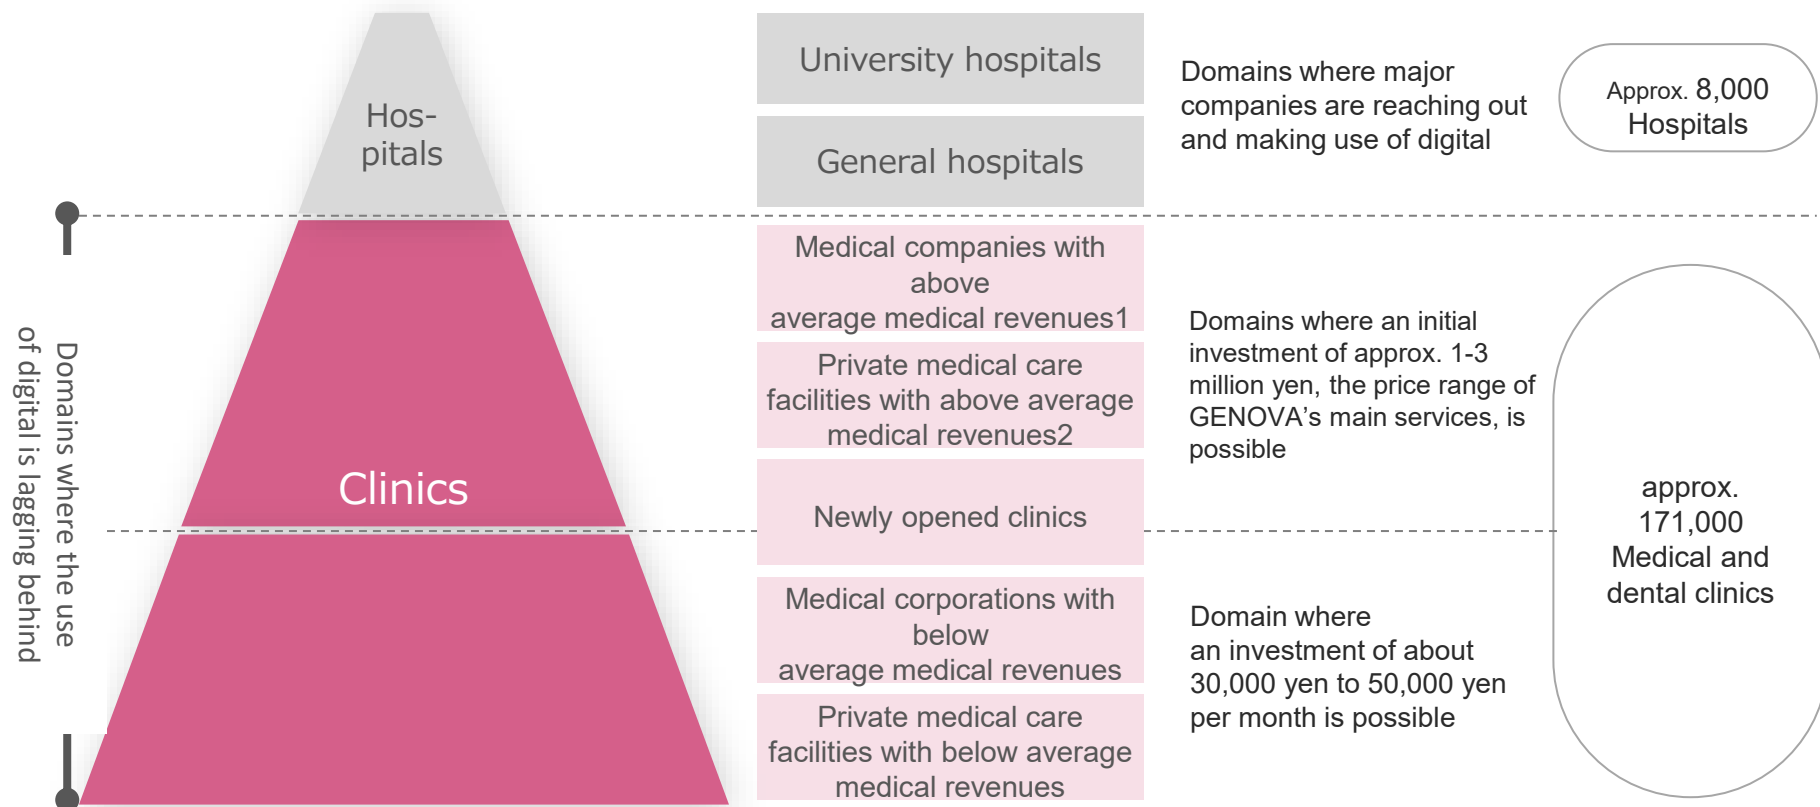 Hos-
pitals
Clinics
Domains where the use
of digital is lagging behind
University hospitals
General hospitals
Domains where major
companies are reaching out
and making use of digital
Approx. 8,000
Hospitals
Medical companies with
above
average medical revenues1
Private medical care
facilities with above average
medical revenues2
Newly opened clinics
Medical corporations with
below
average medical revenues
Private medical care
facilities with below average
medical revenues
Domains where an initial
investment of approx. 1-3
million yen, the price range of
GENOVA’s main services, is
possible
Domain where
an investment of about
30,000 yen to 50,000 yen
per month is possible
approx.
171,000
Medical and
dental clinics